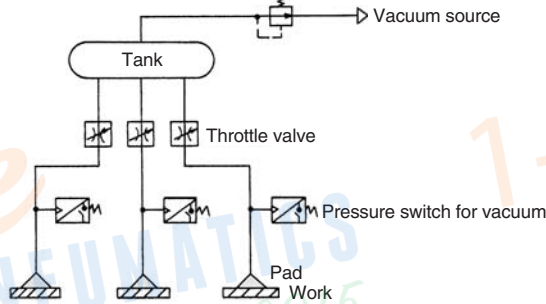 Vacuum source
Tank
Throttle valve
Pressure switch for vacuum
Pad
Work